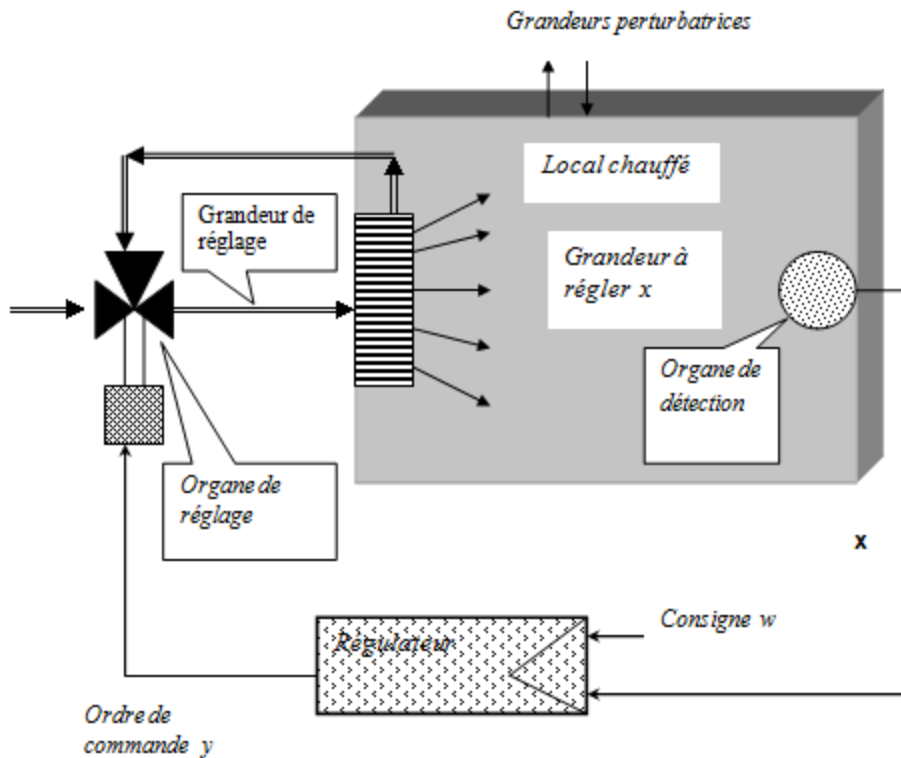 Grandeurs perturbatrices
Local chauffé
Grandeur de
réglage
Grandeur à
régler x
Organe de
détection
Organe de
réglage
x
Consigne w
Régulateur
Ordre de
commande y